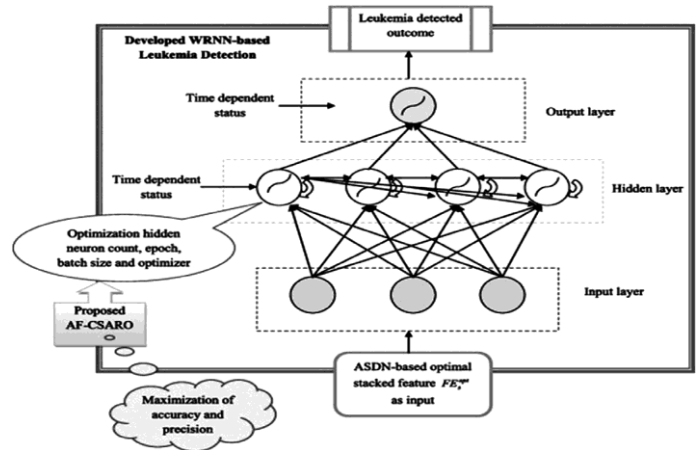 Leukemia detected
outcome
Developed WRNN-based
Leukemia Detection
Time dependent
status
Output layer
Time dependent
status
Hidden layer
Optimization hidden
neuron count, epoch,
batch size and optimizer
Input layer
Proposed
AF-CSARO
ASDN-based optimal
stacked feature
as input
Maximization of
accuracy and
precision